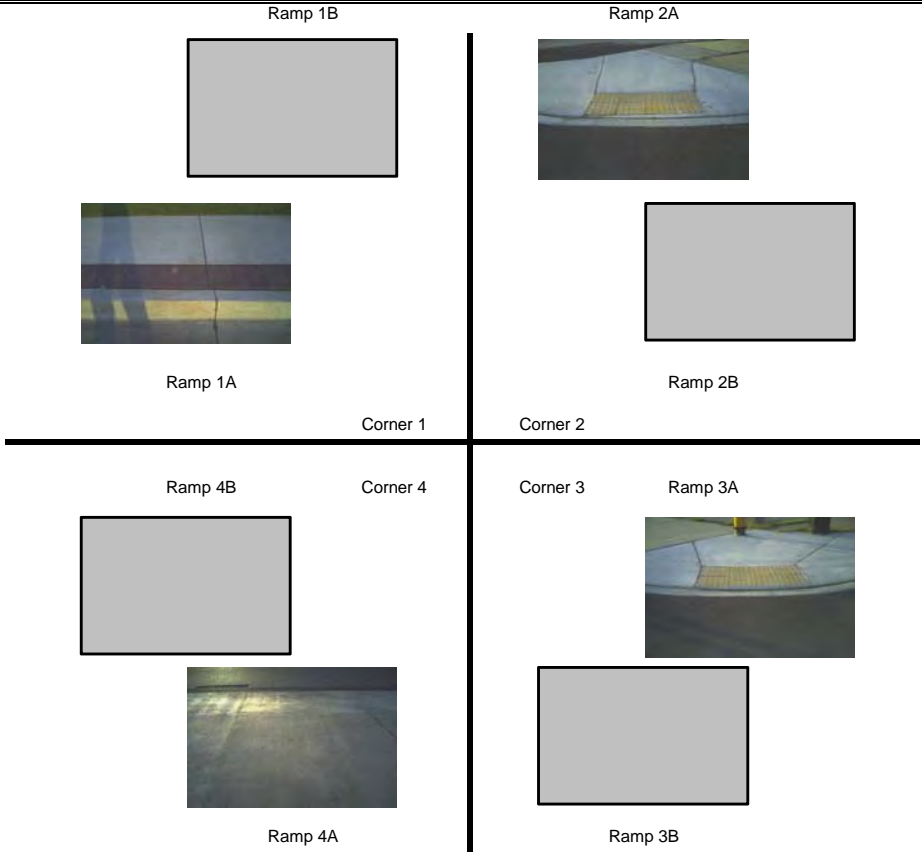 Ramp 1B Ramp 2A
Ramp 1A Ramp 2B
Corner 1 Corner 2
Ramp 4B Corner 4 Corner 3 Ramp 3A
Ramp 4A Ramp 3B